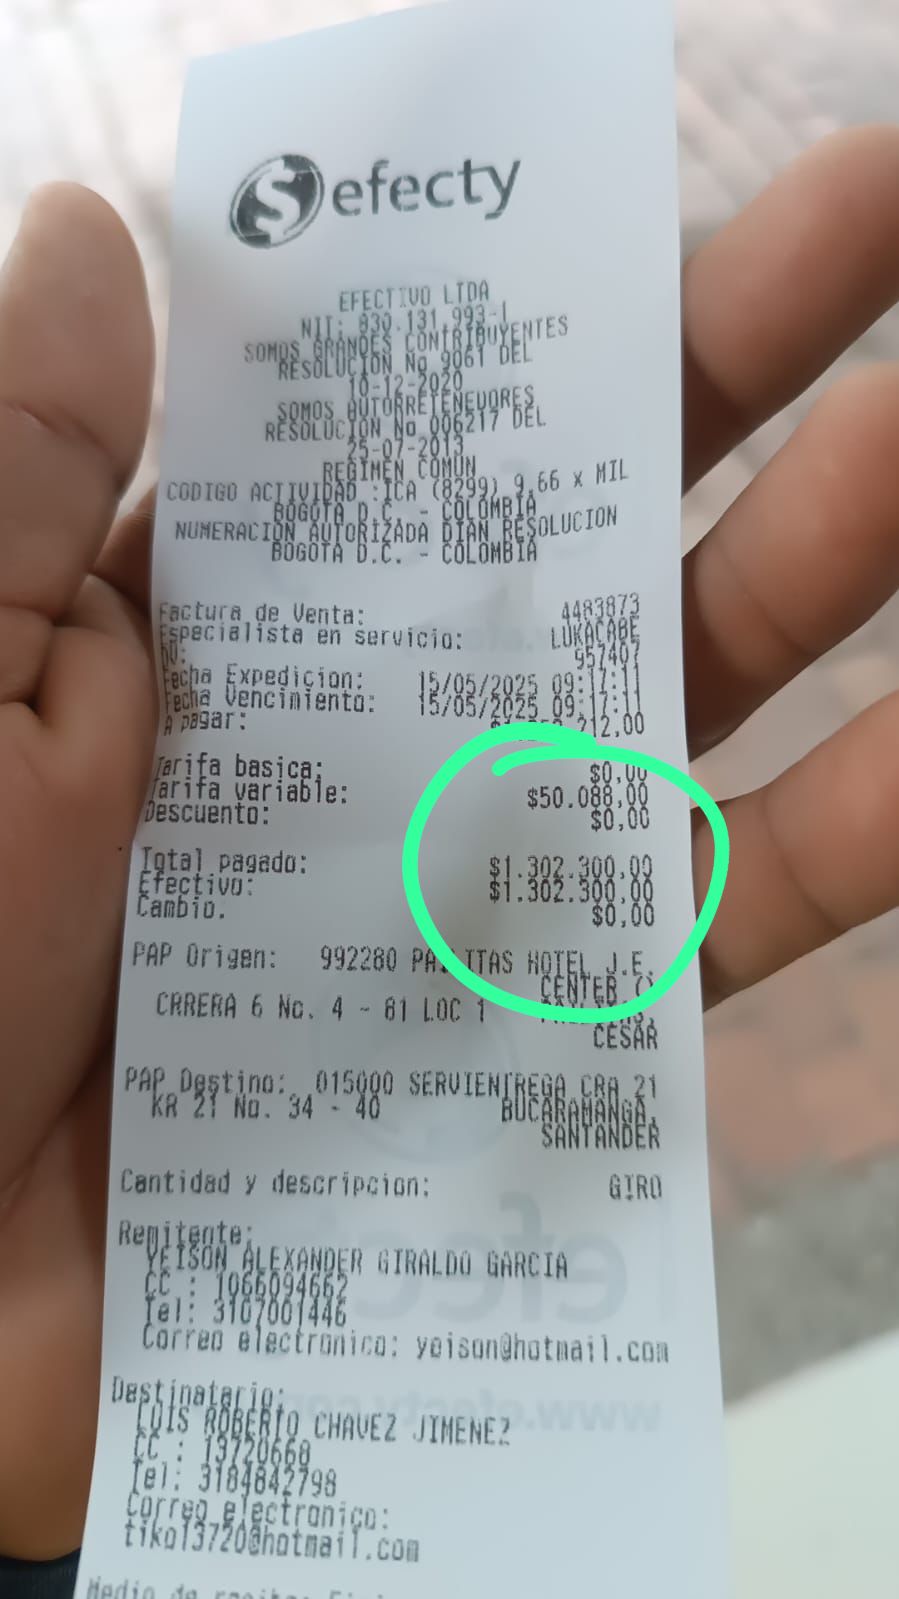 efecty
EFECTIVO LTDA
NIT: 830.131.993-1
SOMOS GRANDES CONTRIBUYENTES
RESOLUCION No 9061 DEL
10-12-2020
SOMOS AUTORRETENEDORES
RESOLUCION No 006217 DEL
25-07-2013
REGIMEN COMUN
CODIGO ACTIVIDAD :ICA (8299) 9,66 x MIL
BOGOTA D.C. - COLOMBIA
NUMERACION AUTORIZADA DIAN RESOLUCION
BOGOTA D.C. - COLOMBIA
Factura de Venta: 4483873
Especialista en servicio: LUKACABE
957407
Fecha Expedicion: 15/05/2025 09:17:11
Fecha Vencimiento: 15/05/2025 09:17:11
A pagar: 212,00
Tarifa basica: $0,00
Tarifa variable: $50.088,00
Descuento: $0,00
Total pagado: $1.302.300,00
Efectivo: $1.302.300,00
Cambio. $0,00
PAP Origen: 992280 HOTEL J.E.
CENTER ()
CRRERA 6 No. 4 - 81 LOC 1
CESAR
PAP Destino: 015000 SERVIENTREGA CRA 21
KR 21 No. 34 - 40 BUCARAMANGA,
SANTANDER
Cantidad y descripcion: GIRO
Remitente:
YEISON ALEXANDER GIRALDO GARCIA
CC : 1066094662
Tel: 3107001446
Correo electronico: yeison@hotmail.com
Destinatario:
LUIS ROBERTO CHAVEZ JIMENEZ
CC : 13720668
Tel: 3184842798
Correo electronico:
tiko13720@hotmail.com
Medio de